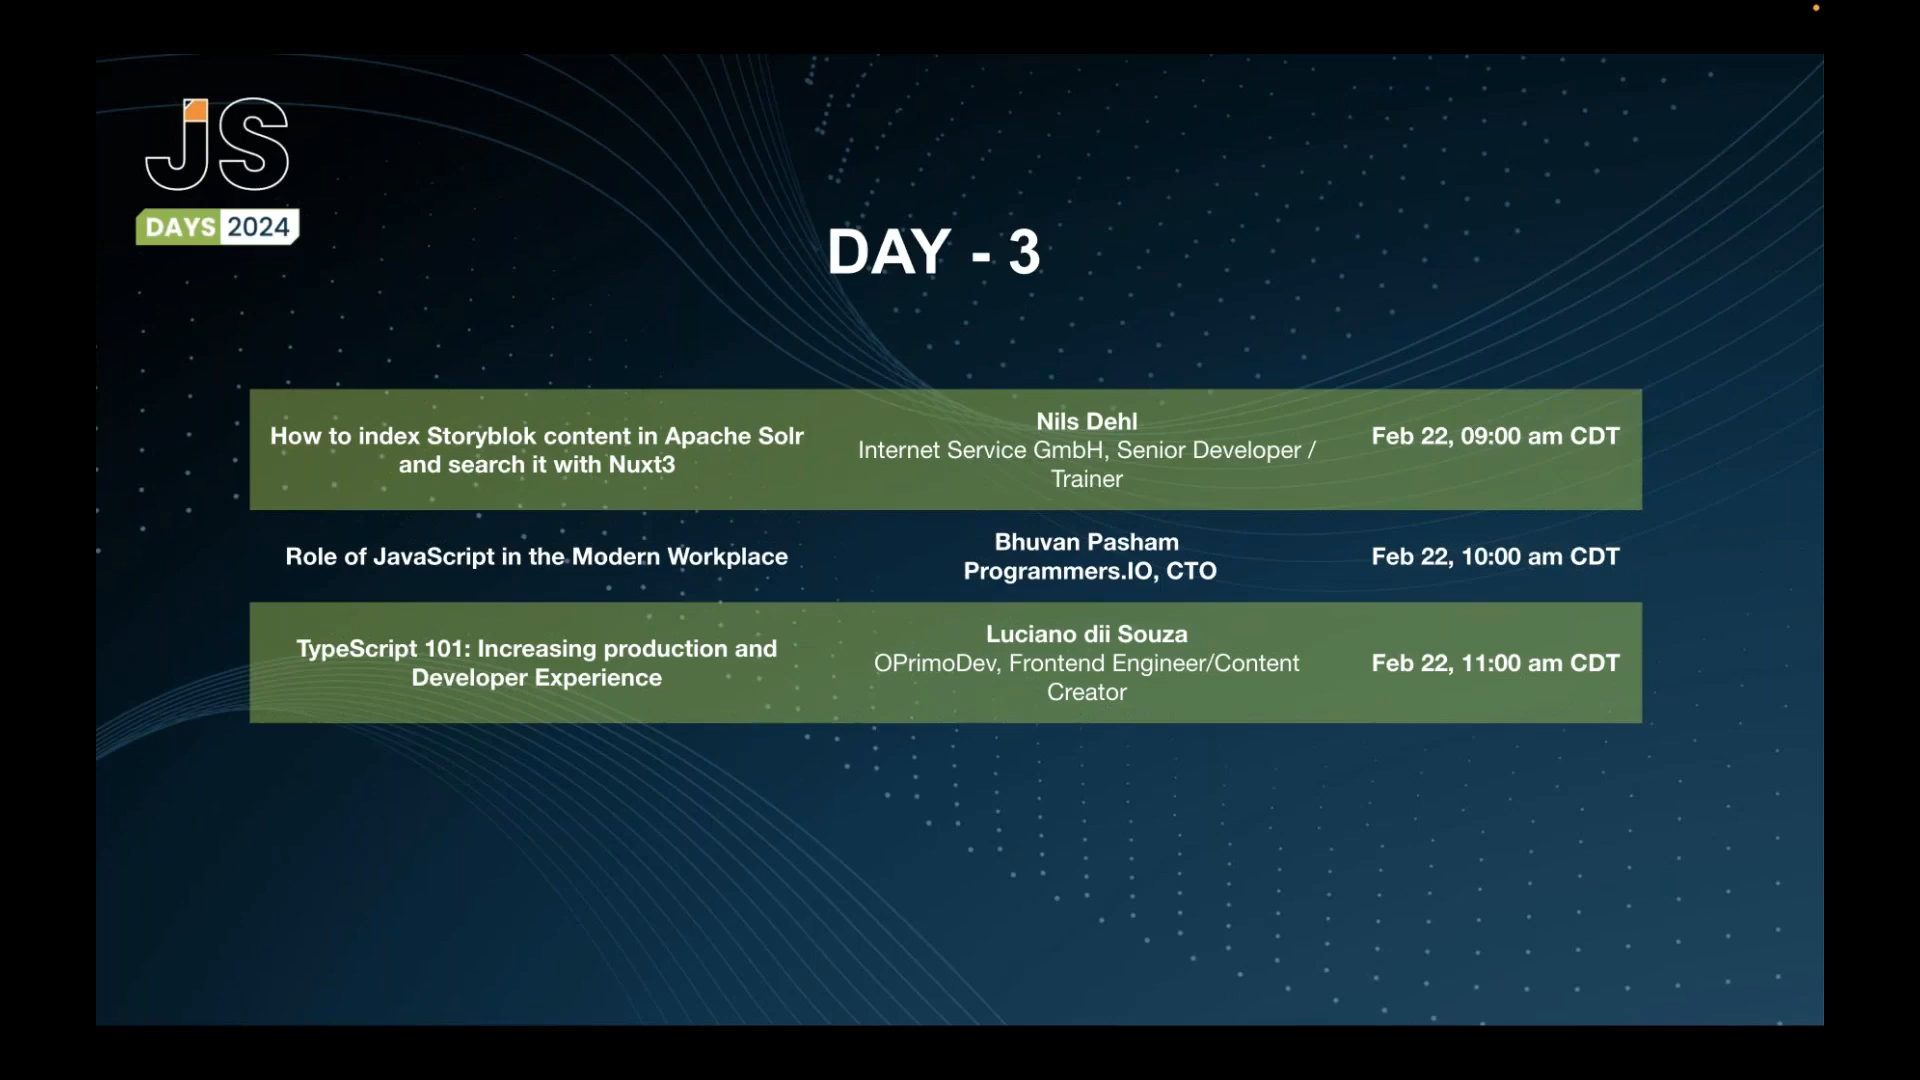 JS
DAYS 2024
DAY - 3
How to index Storyblok content in Apache Solr
and search it with Nuxt3
Nils Dehl
Internet Service GmbH, Senior Developer /
Trainer
Feb 22, 09:00 am CDT
Role of JavaScript in the Modern Workplace
Bhuvan Pasham
Programmers.IO, CTO
Feb 22, 10:00 am CDT
TypeScript 101: Increasing production and
Developer Experience
Luciano dii Souza
OPrimoDev, Frontend Engineer/Content
Creator
Feb 22, 11:00 am CDT